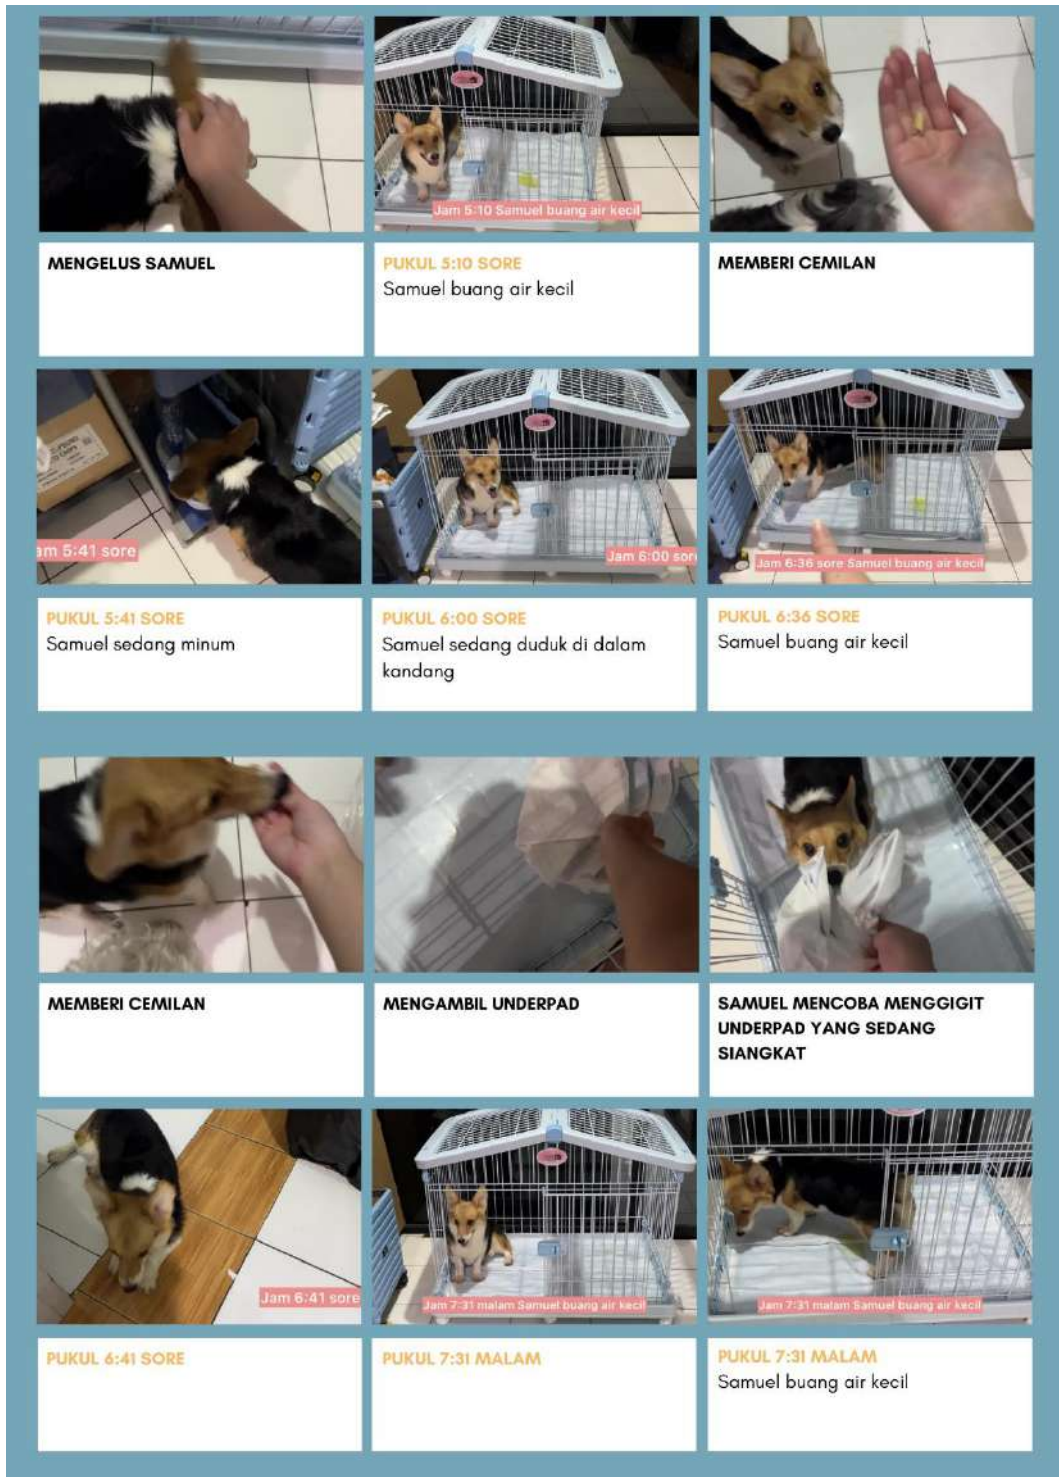 Jam 5:10 Samuel buang air kecil
MENGELUS SAMUEL
PUKUL 5:10 SORE
Samuel buang air kecil
MEMBERI CEMILAN
am 5:41 sore
Jam 6:00 sore
Jam 6:36 sore Samuel buang air kecil
PUKUL 5:41 SORE
Samuel sedang minum
PUKUL 6:00 SORE
Samuel sedang duduk di dalam
kandang
PUKUL 6:36 SORE
Samuel buang air kecil
MEMBERI CEMILAN
MENGAMBIL UNDERPAD
SAMUEL MENCOBA MENGGIGIT
UNDERPAD YANG SEDANG
SIANGKAT
Jam 6:41 sore
Jam 7:31 malam Samuel buang air kecil
Jam 7:31 malam Samuel buang air kecil
PUKUL 6:41 SORE
PUKUL 7:31 MALAM
PUKUL 7:31 MALAM
Samuel buang air kecil